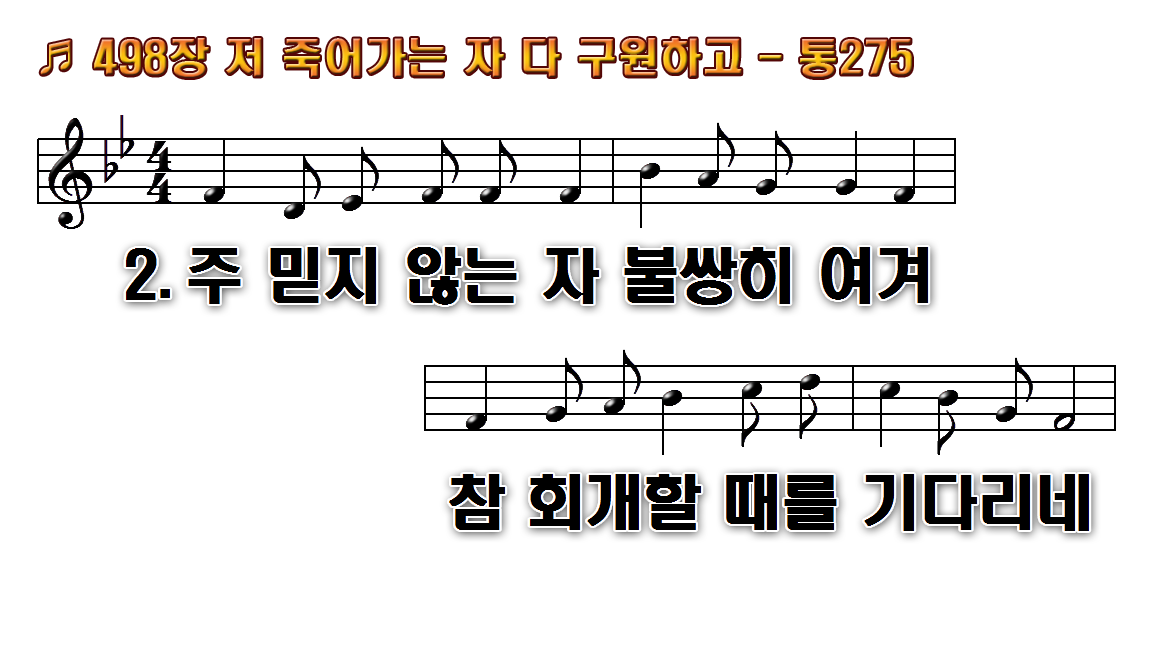 ♬ 498장 저 죽어가는 자 다 구원하고 - 통275
4
4
2. 주 믿지 않는 자 불쌍히 여겨
참 회개할 때를 기다리네